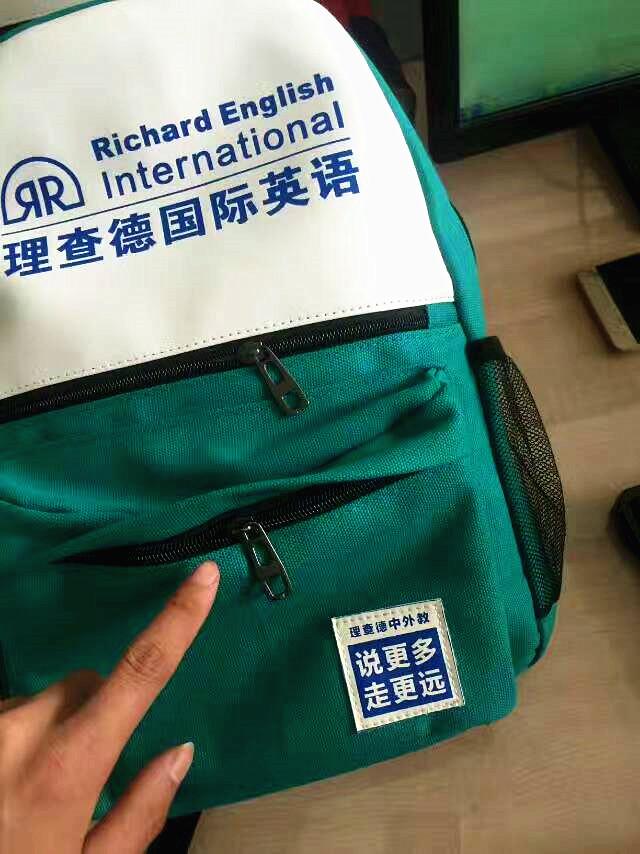 Richard English
International
RR
理查德国际英语
理查德中外教
说更多
走更远